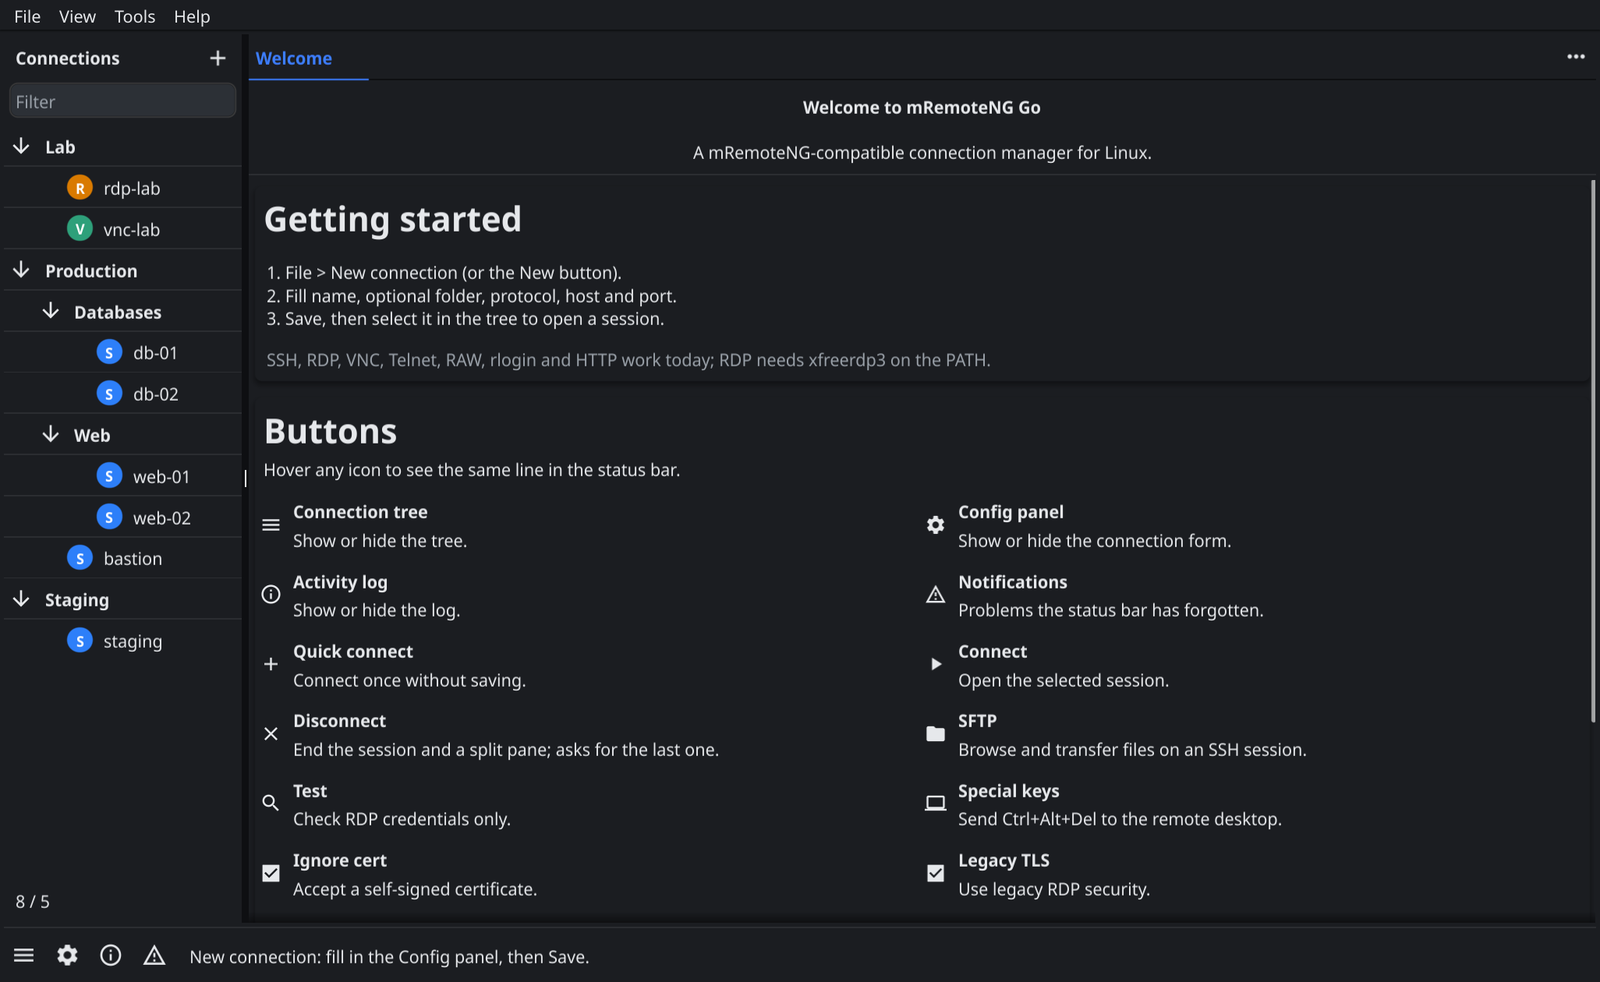 File View Tools Help
Connections
Filter
Lab
R rdp-lab
V vnc-lab
Production
Databases
S db-01
S db-02
Web
S web-01
S web-02
S bastion
Staging
S staging
8 / 5
Welcome
Welcome to mRemoteNG Go
A mRemoteNG-compatible connection manager for Linux.
Getting started
1. File > New connection (or the New button).
2. Fill name, optional folder, protocol, host and port.
3. Save, then select it in the tree to open a session.
SSH, RDP, VNC, Telnet, RAW, rlogin and HTTP work today; RDP needs xfreerdp3 on the PATH.
Buttons
Hover any icon to see the same line in the status bar.
Connection tree
Show or hide the tree.
Config panel
Show or hide the connection form.
Activity log
Show or hide the log.
Notifications
Problems the status bar has forgotten.
Quick connect
Connect once without saving.
Connect
Open the selected session.
Disconnect
End the session and a split pane; asks for the last one.
SFTP
Browse and transfer files on an SSH session.
Test
Check RDP credentials only.
Special keys
Send Ctrl+Alt+Del to the remote desktop.
Ignore cert
Accept a self-signed certificate.
Legacy TLS
Use legacy RDP security.
New connection: fill in the Config panel, then Save.